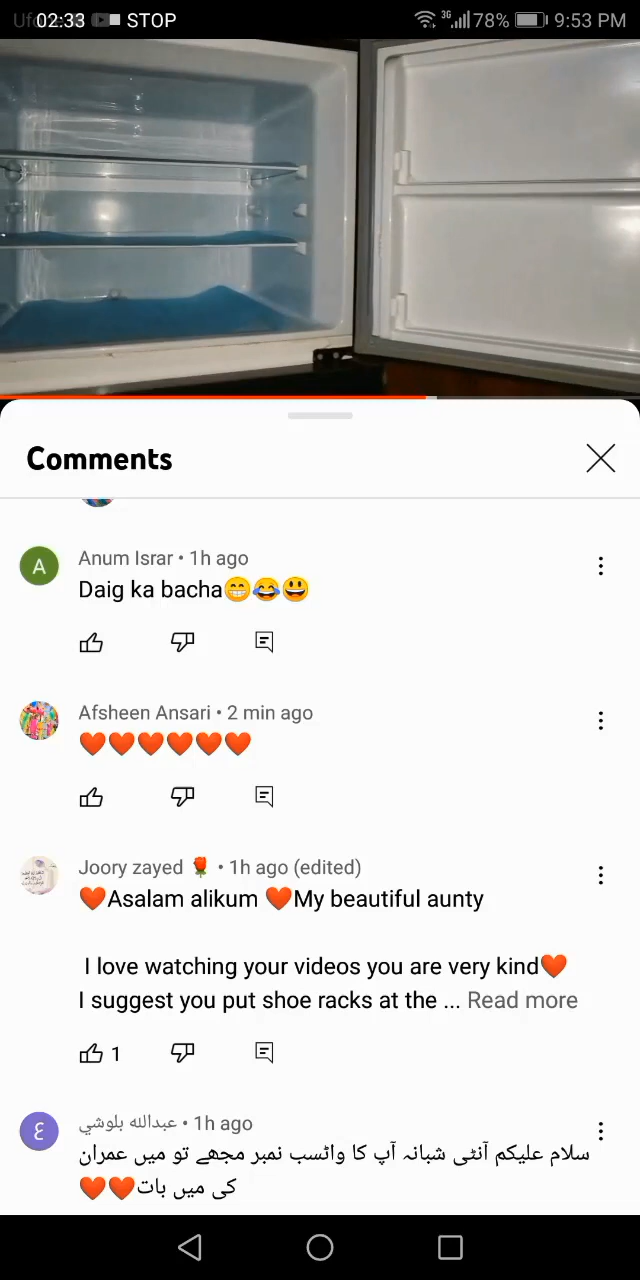 02:33 STOP 3G 78% 9:53 PM
Comments
A Anum Israr • 1h ago
Daig ka bacha😁😂😃
Afsheen Ansari • 2 min ago
❤️❤️❤️❤️❤️❤️
Joory zayed 🌹 • 1h ago (edited)
❤️Asalam alikum ❤️My beautiful aunty
I love watching your videos you are very kind❤️
I suggest you put shoe racks at the ... Read more
1
ع عبدالله بلوشي • 1h ago
سلام علیکم آنٹی شبانہ آپ کا واٹسب نمبر مجھے تو میں عمران
کی میں بات❤️❤️